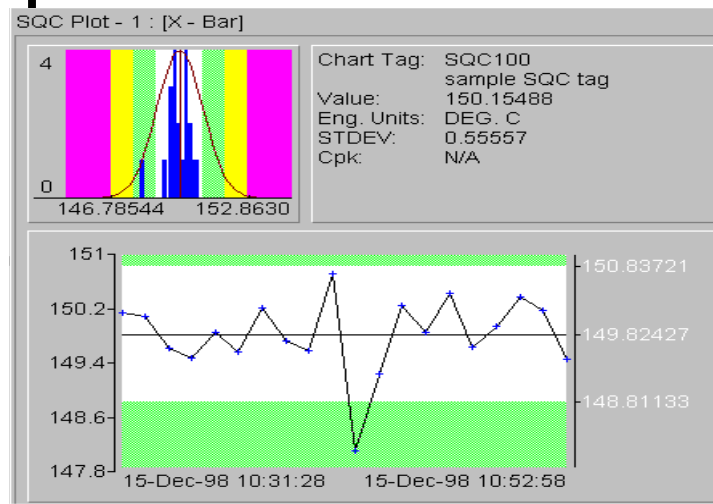 SQC Plot - 1 : [X - Bar]
4
0
146.78544 152.8630
Chart Tag: SQC100
sample SQC tag
Value: 150.15488
Eng. Units: DEG. C
STDEV: 0.55557
Cpk: N/A
151
150.2
149.4
148.6
147.8
150.83721
149.82427
148.81133
15-Dec-98 10:31:28 15-Dec-98 10:52:58